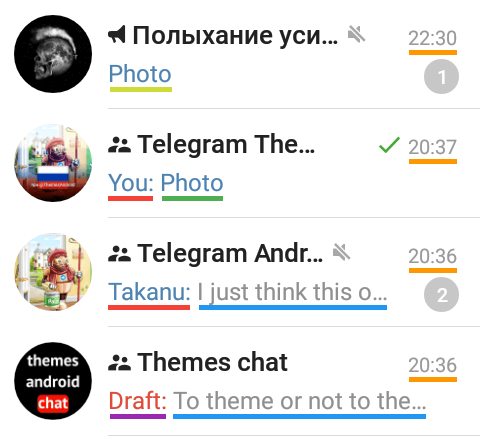 Полыхание уси... 22:30
Photo 1
Telegram The... 20:37
You: Photo
Telegram Andr... 20:36
Takanu: I just think this o... 2
themes
android
chat
Themes chat 20:36
Draft: To theme or not to the...